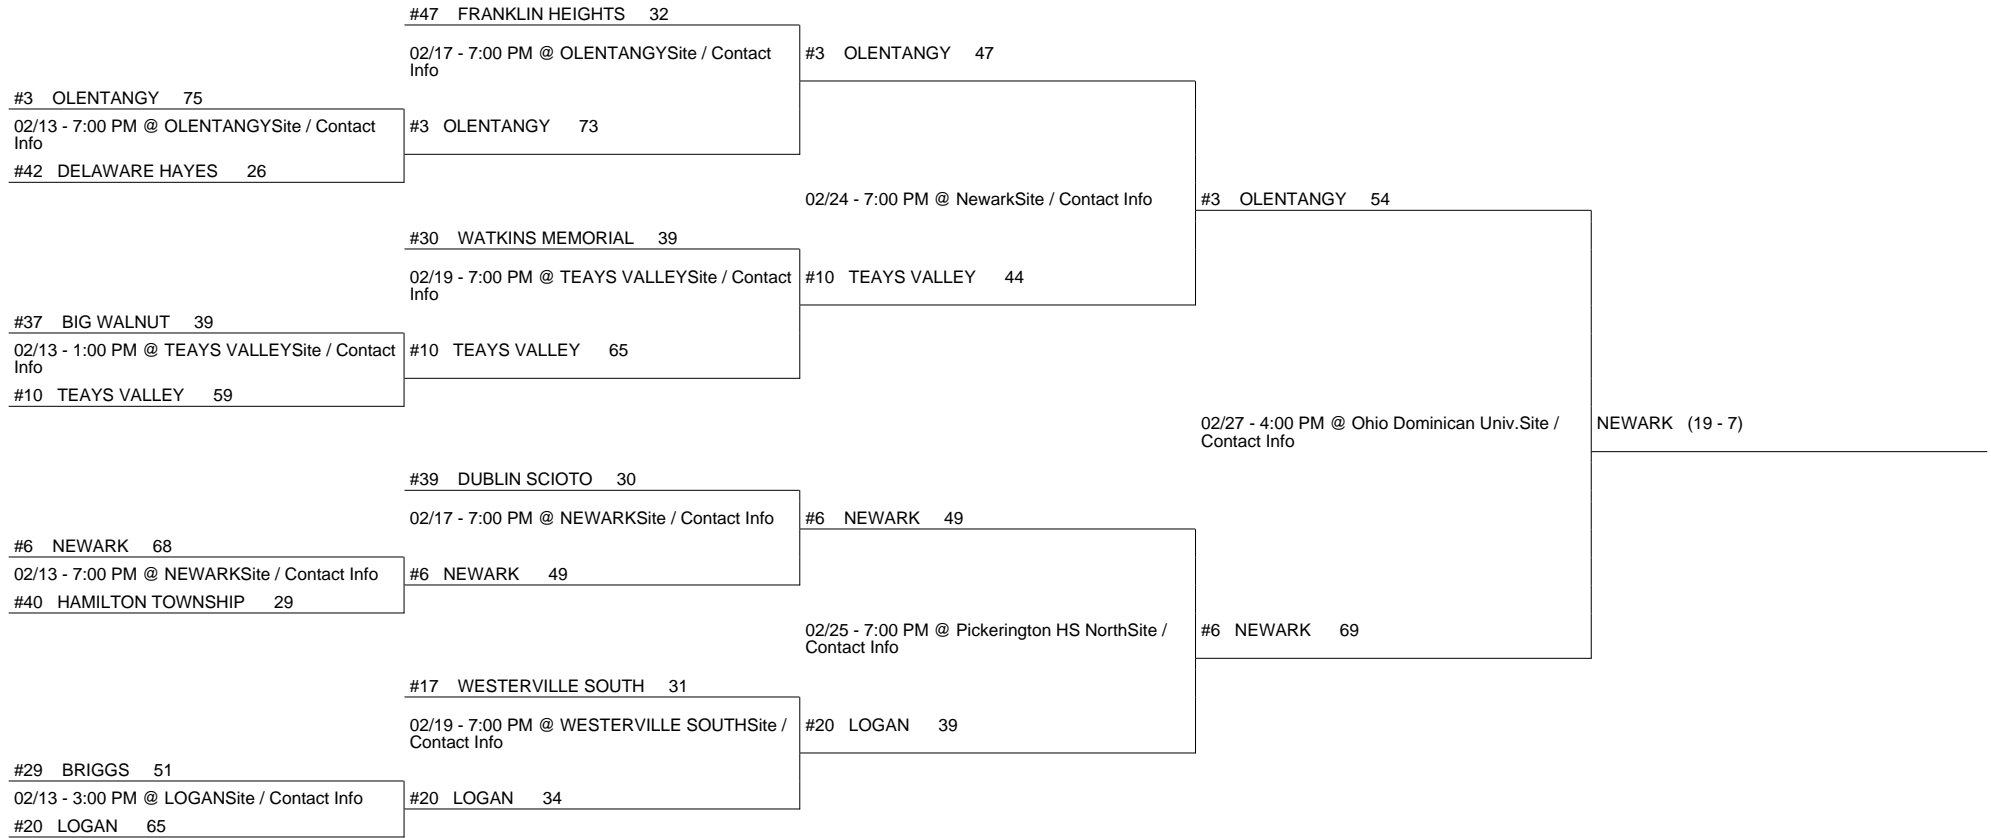 #47 FRANKLIN HEIGHTS 32
02/17 - 7:00 PM @ OLENTANGYSite / Contact
Info
#3 OLENTANGY 47
#3 OLENTANGY 75
02/13 - 7:00 PM @ OLENTANGYSite / Contact
Info
#42 DELAWARE HAYES 26
#3 OLENTANGY 73
02/24 - 7:00 PM @ NewarkSite / Contact Info
#3 OLENTANGY 54
#30 WATKINS MEMORIAL 39
02/19 - 7:00 PM @ TEAYS VALLEYSite / Contact
Info
#10 TEAYS VALLEY 44
#37 BIG WALNUT 39
02/13 - 1:00 PM @ TEAYS VALLEYSite / Contact
Info
#10 TEAYS VALLEY 59
#10 TEAYS VALLEY 65
02/27 - 4:00 PM @ Ohio Dominican Univ.Site /
Contact Info
NEWARK (19 - 7)
#39 DUBLIN SCIOTO 30
02/17 - 7:00 PM @ NEWARKSite / Contact Info
#6 NEWARK 49
#6 NEWARK 68
02/13 - 7:00 PM @ NEWARKSite / Contact Info
#40 HAMILTON TOWNSHIP 29
#6 NEWARK 49
02/25 - 7:00 PM @ Pickerington HS NorthSite /
Contact Info
#6 NEWARK 69
#17 WESTERVILLE SOUTH 31
02/19 - 7:00 PM @ WESTERVILLE SOUTHSite /
Contact Info
#20 LOGAN 39
#29 BRIGGS 51
02/13 - 3:00 PM @ LOGANSite / Contact Info
#20 LOGAN 65
#20 LOGAN 34